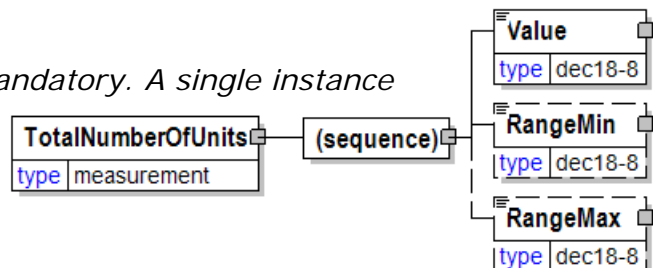 Value
type dec18-8
andatory. A single instance
RangeMin
TotalNumberOfUnits
(sequence)
type dec18-8
type measurement
RangeMax
type dec18-8